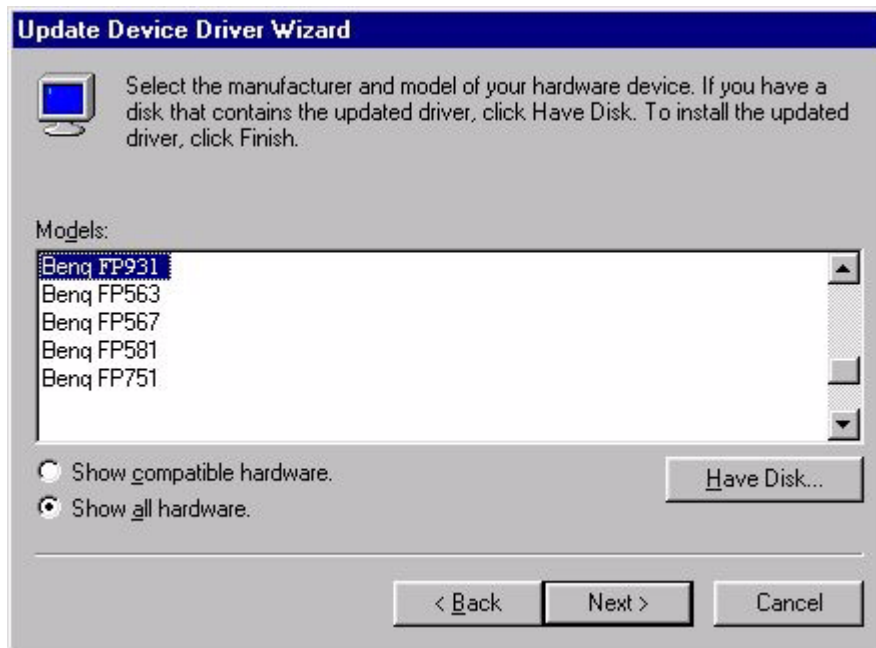 Update Device Driver Wizard
Select the manufacturer and model of your hardware device. If you have a
disk that contains the updated driver, click Have Disk. To install the updated
driver, click Finish.
Models:
Benq FP931
Benq FP563
Benq FP567
Benq FP581
Benq FP751
Show compatible hardware.
Show all hardware.
Have Disk...
< Back
Next >
Cancel